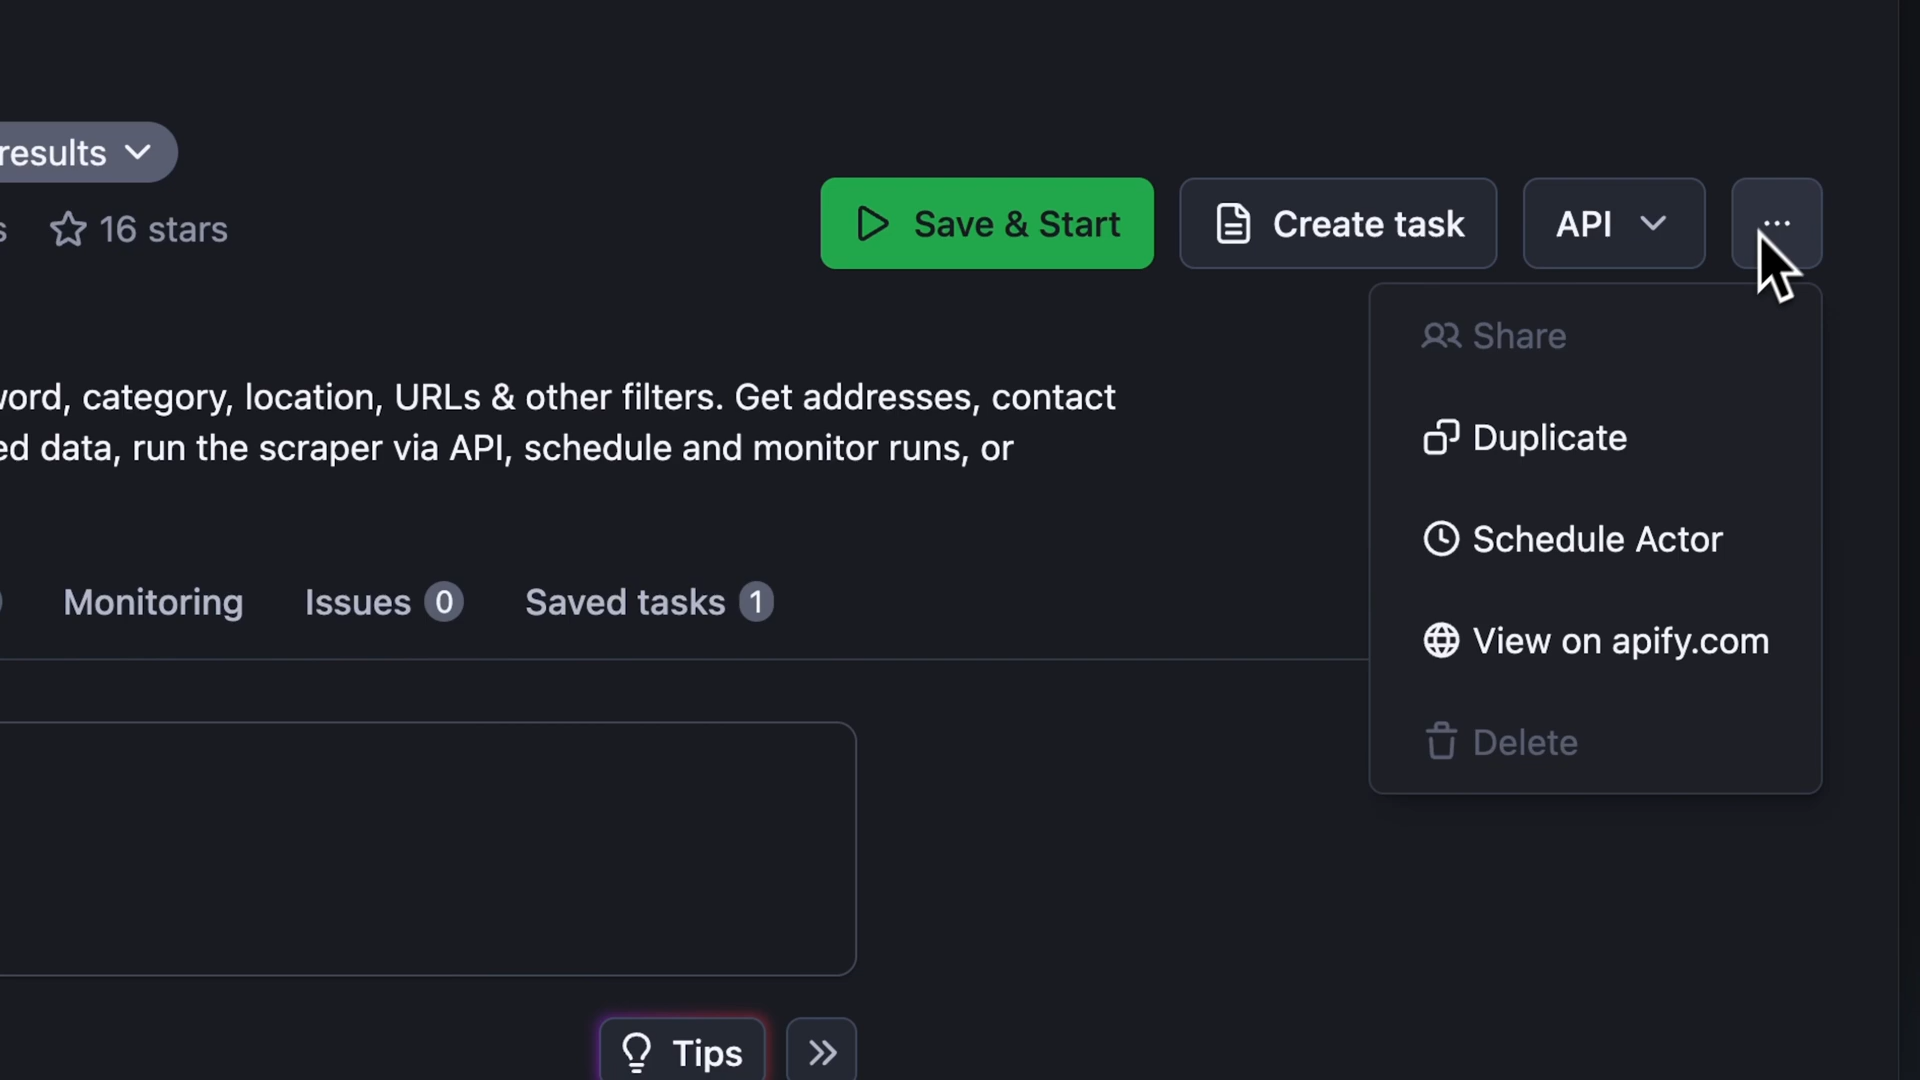 results
s
16 stars
Save & Start
Create task
API
...
Share
Duplicate
Schedule Actor
View on apify.com
Delete
word, category, location, URLs & other filters. Get addresses, contact
ed data, run the scraper via API, schedule and monitor runs, or
Monitoring
Issues 0
Saved tasks 1
Tips